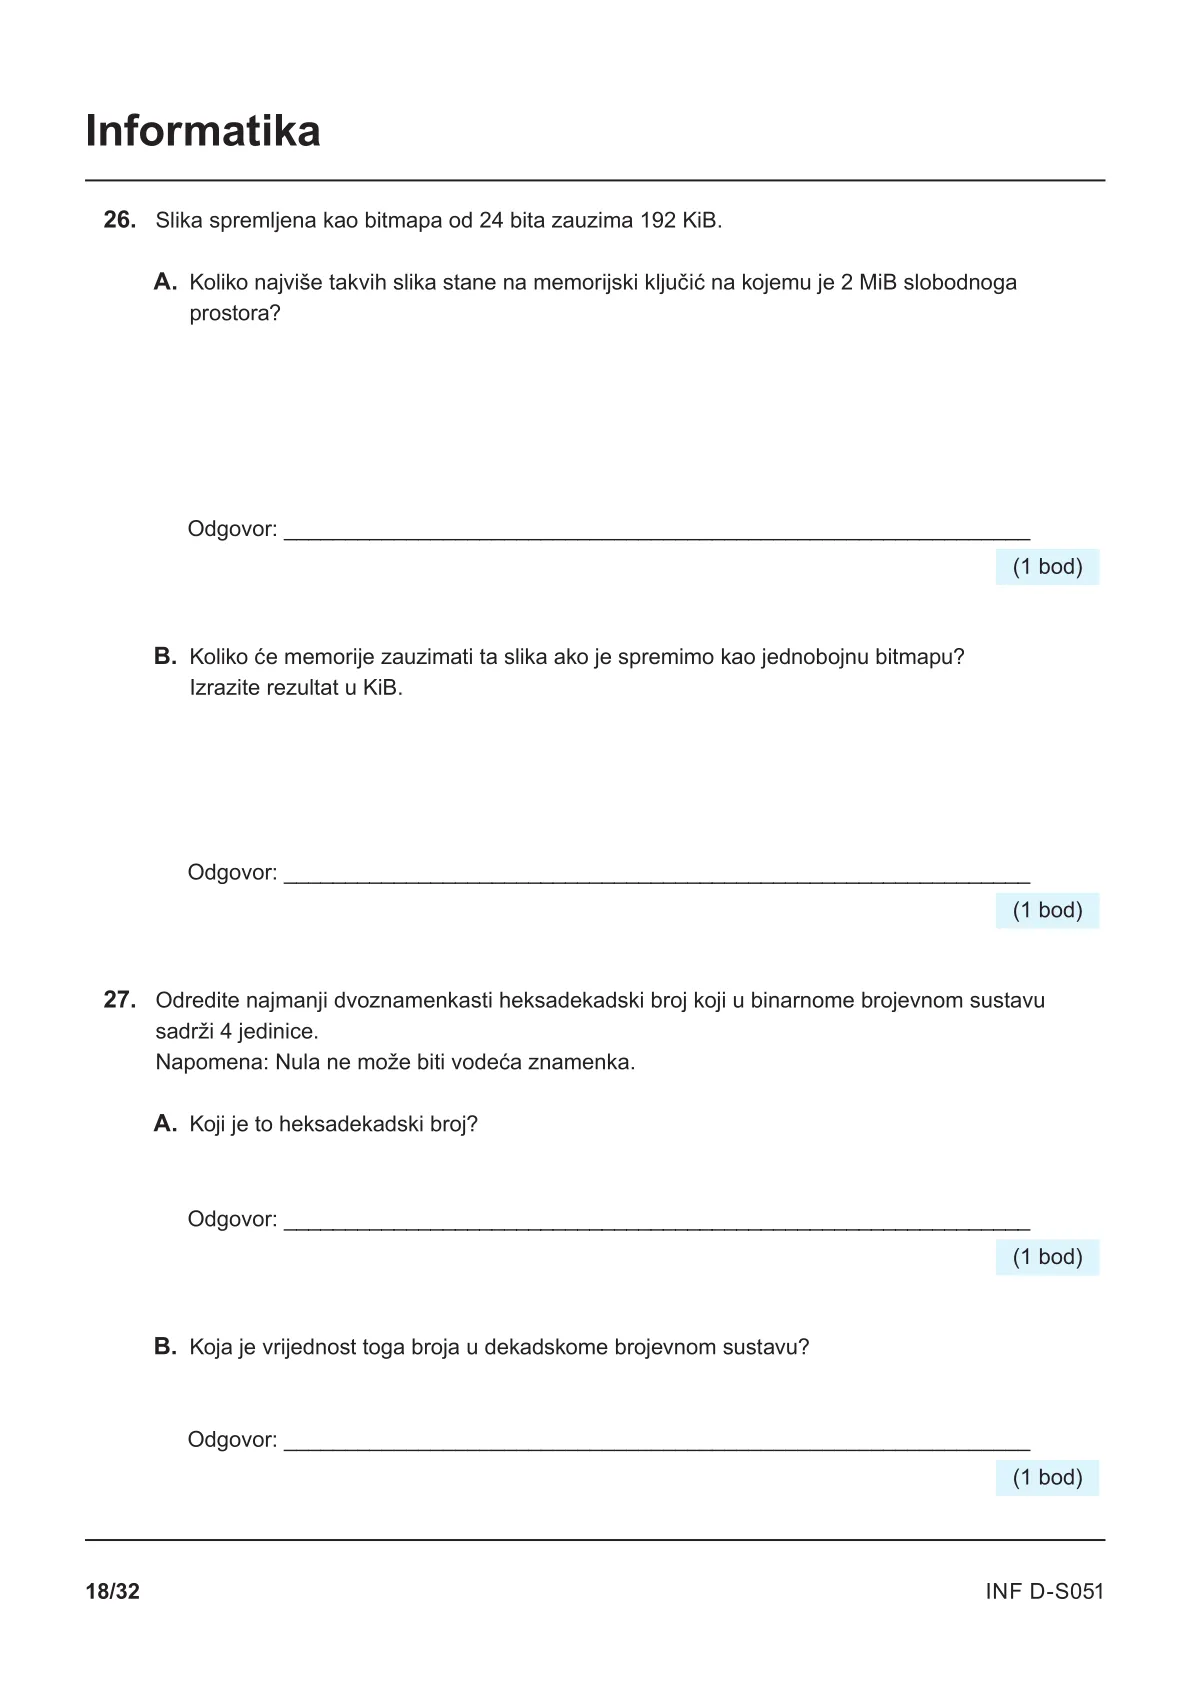 Informatika
26. Slika spremljena kao bitmapa od 24 bita zauzima 192 KiB.
A. Koliko najviše takvih slika stane na memorijski ključić na kojemu je 2 MiB slobodnoga
prostora?
Odgovor: ______________________________________________________________
(1 bod)
B. Koliko će memorije zauzimati ta slika ako je spremimo kao jednobojnu bitmapu?
Izrazite rezultat u KiB.
Odgovor: ______________________________________________________________
(1 bod)
27. Odredite najmanji dvoznamenkasti heksadekadski broj koji u binarnome brojevnom sustavu
sadrži 4 jedinice.
Napomena: Nula ne može biti vodeća znamenka.
A. Koji je to heksadekadski broj?
Odgovor: ______________________________________________________________
(1 bod)
B. Koja je vrijednost toga broja u dekadskome brojevnom sustavu?
Odgovor: ______________________________________________________________
(1 bod)
18/32
INF D-S051